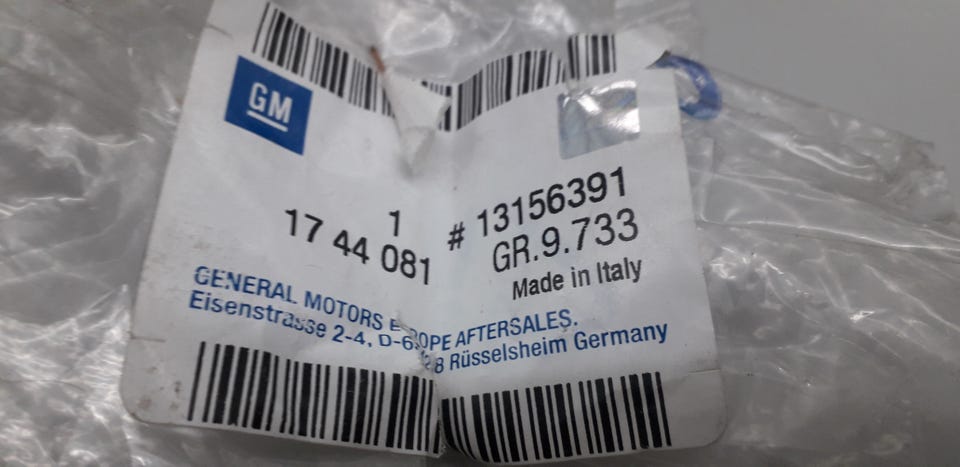 GM
1
17 44 081
# 13156391
GR.9.733
Made in Italy
GENERAL MOTORS AFTERSALES.
Eisenstrasse 2-4, Rüsselsheim Germany